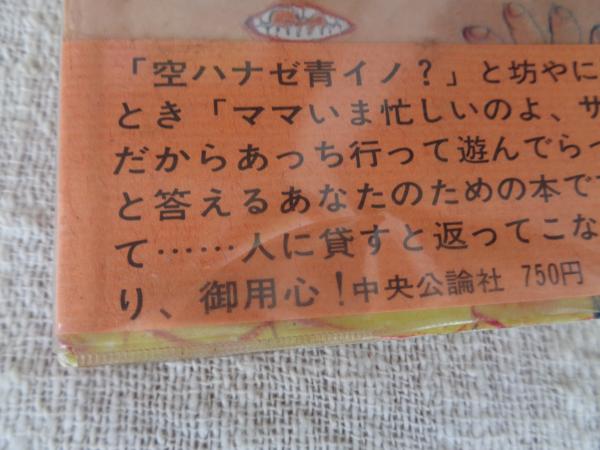 「空ハナゼ青イノ？」と坊やに
とき「ママいま忙しいのよ、サ
だからあっち行って遊んでらっ
と答えるあなたのための本で
て……人に貸すと返ってこな
り、御用心！中央公論社 750円